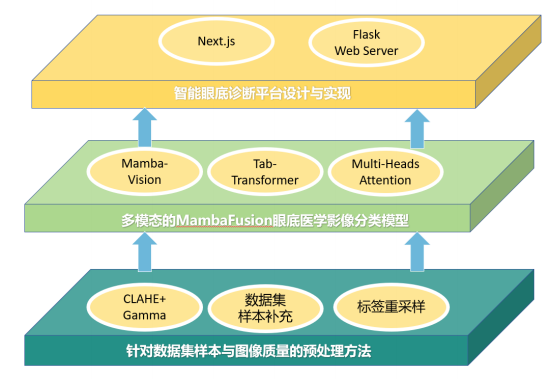 Next.js
Flask
Web Server
智能眼底诊断平台设计与实现
Mamba-
Vision
Tab-
Transformer
Multi-Heads
Attention
多模态的MambaFusion眼底医学影像分类模型
CLAHE+
Gamma
数据集
样本补充
标签重采样
针对数据集样本与图像质量的预处理方法